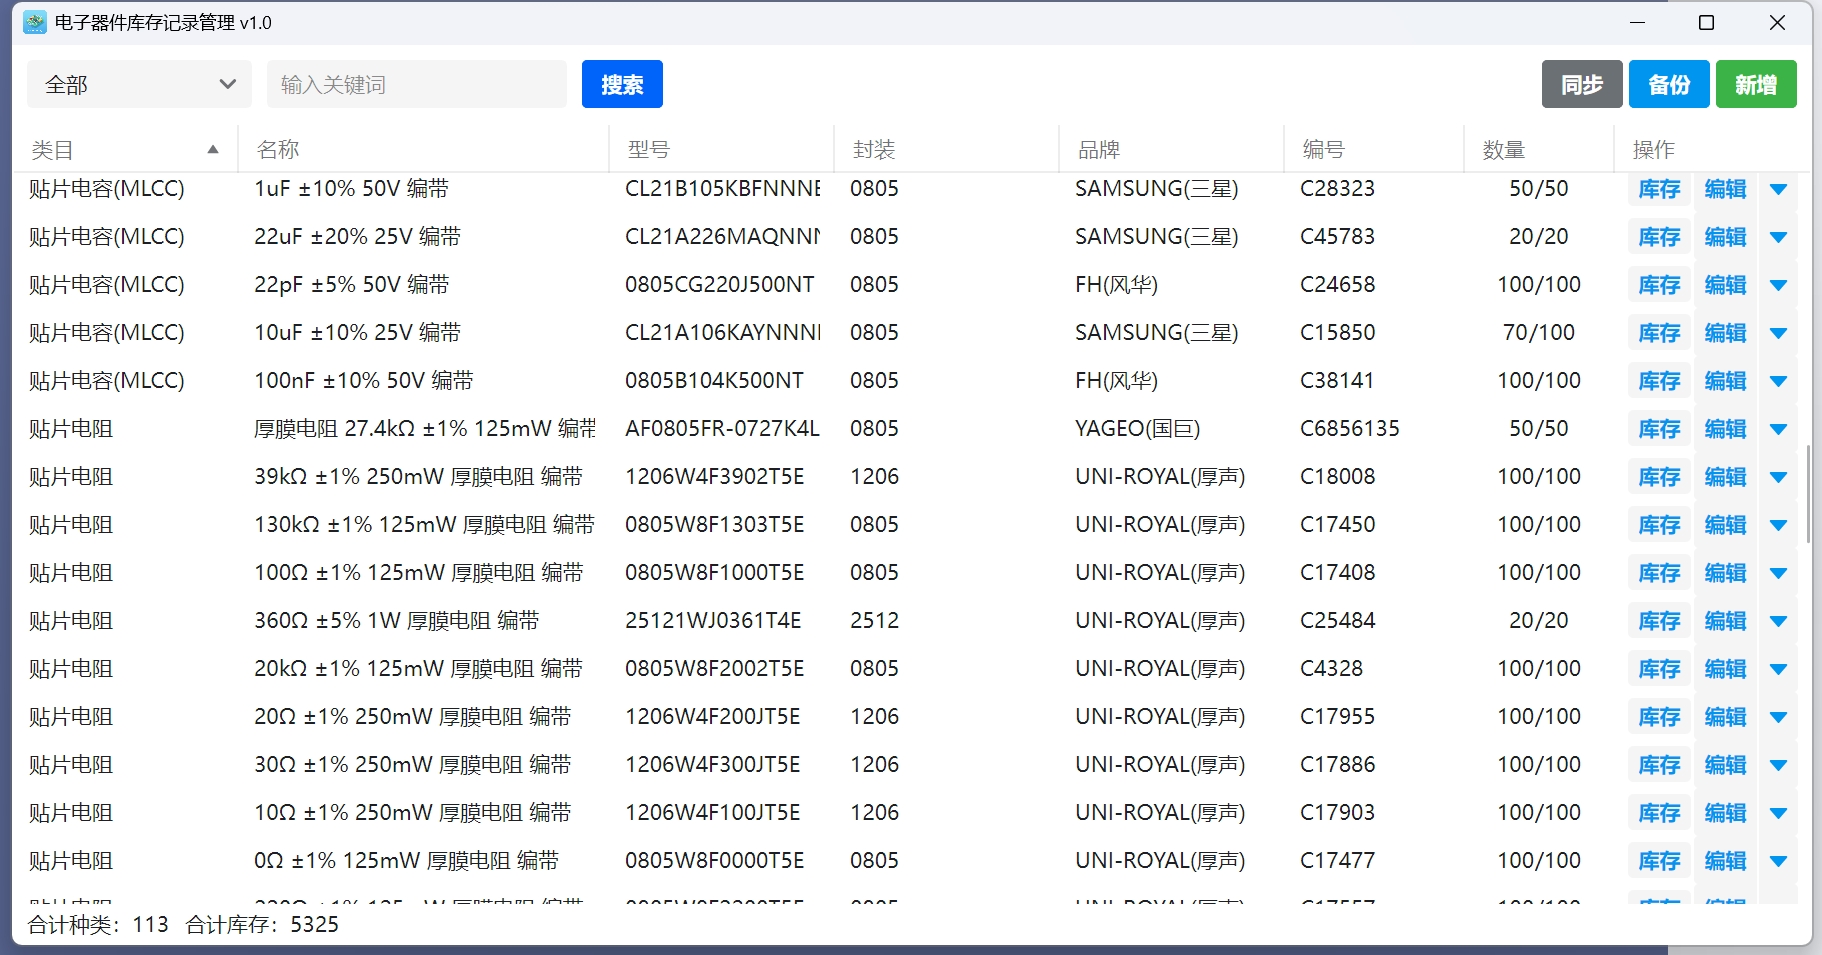 电子器件库存记录管理 v1.0
全部 输入关键词 搜索 同步 备份 新增
类目 名称 型号 封装 品牌 编号 数量 操作
贴片电容(MLCC) 1uF ±10% 50V 编带 CL21B105KBFNNNE 0805 SAMSUNG(三星) C28323 50/50 库存 编辑
贴片电容(MLCC) 22uF ±20% 25V 编带 CL21A226MAQNNN 0805 SAMSUNG(三星) C45783 20/20 库存 编辑
贴片电容(MLCC) 22pF ±5% 50V 编带 0805CG220J500NT 0805 FH(风华) C24658 100/100 库存 编辑
贴片电容(MLCC) 10uF ±10% 25V 编带 CL21A106KAYNNN 0805 SAMSUNG(三星) C15850 70/100 库存 编辑
贴片电容(MLCC) 100nF ±10% 50V 编带 0805B104K500NT 0805 FH(风华) C38141 100/100 库存 编辑
贴片电阻 厚膜电阻 27.4kΩ ±1% 125mW 编带 AF0805FR-0727K4L 0805 YAGEO(国巨) C6856135 50/50 库存 编辑
贴片电阻 39kΩ ±1% 250mW 厚膜电阻 编带 1206W4F3902T5E 1206 UNI-ROYAL(厚声) C18008 100/100 库存 编辑
贴片电阻 130kΩ ±1% 125mW 厚膜电阻 编带 0805W8F1303T5E 0805 UNI-ROYAL(厚声) C17450 100/100 库存 编辑
贴片电阻 100Ω ±1% 125mW 厚膜电阻 编带 0805W8F1000T5E 0805 UNI-ROYAL(厚声) C17408 100/100 库存 编辑
贴片电阻 360Ω ±5% 1W 厚膜电阻 编带 25121WJ0361T4E 2512 UNI-ROYAL(厚声) C25484 20/20 库存 编辑
贴片电阻 20kΩ ±1% 125mW 厚膜电阻 编带 0805W8F2002T5E 0805 UNI-ROYAL(厚声) C4328 100/100 库存 编辑
贴片电阻 20Ω ±1% 250mW 厚膜电阻 编带 1206W4F200JT5E 1206 UNI-ROYAL(厚声) C17955 100/100 库存 编辑
贴片电阻 30Ω ±1% 250mW 厚膜电阻 编带 1206W4F300JT5E 1206 UNI-ROYAL(厚声) C17886 100/100 库存 编辑
贴片电阻 10Ω ±1% 250mW 厚膜电阻 编带 1206W4F100JT5E 1206 UNI-ROYAL(厚声) C17903 100/100 库存 编辑
贴片电阻 0Ω ±1% 125mW 厚膜电阻 编带 0805W8F0000T5E 0805 UNI-ROYAL(厚声) C17477 100/100 库存 编辑
合计种类：113 合计库存：5325